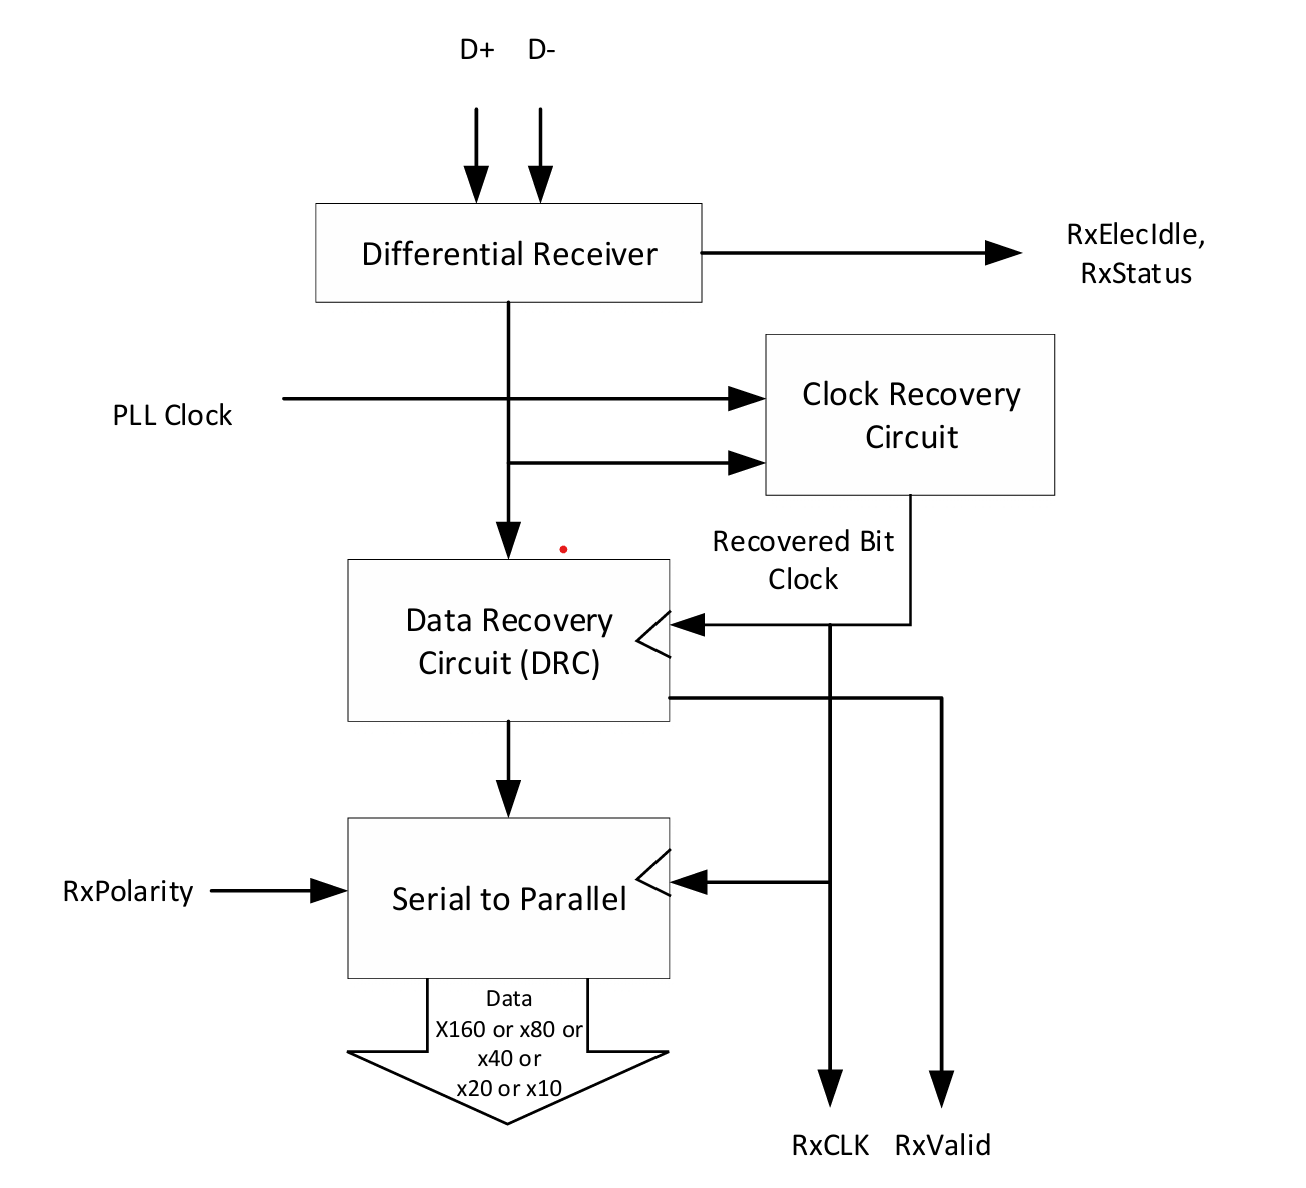 D+ D-
Differential Receiver
RxElecIdle,
RxStatus
PLL Clock
Clock Recovery
Circuit
Recovered Bit
Clock
Data Recovery
Circuit (DRC)
RxPolarity
Serial to Parallel
Data
X160 or x80 or
x40 or
x20 or x10
RxCLK RxValid